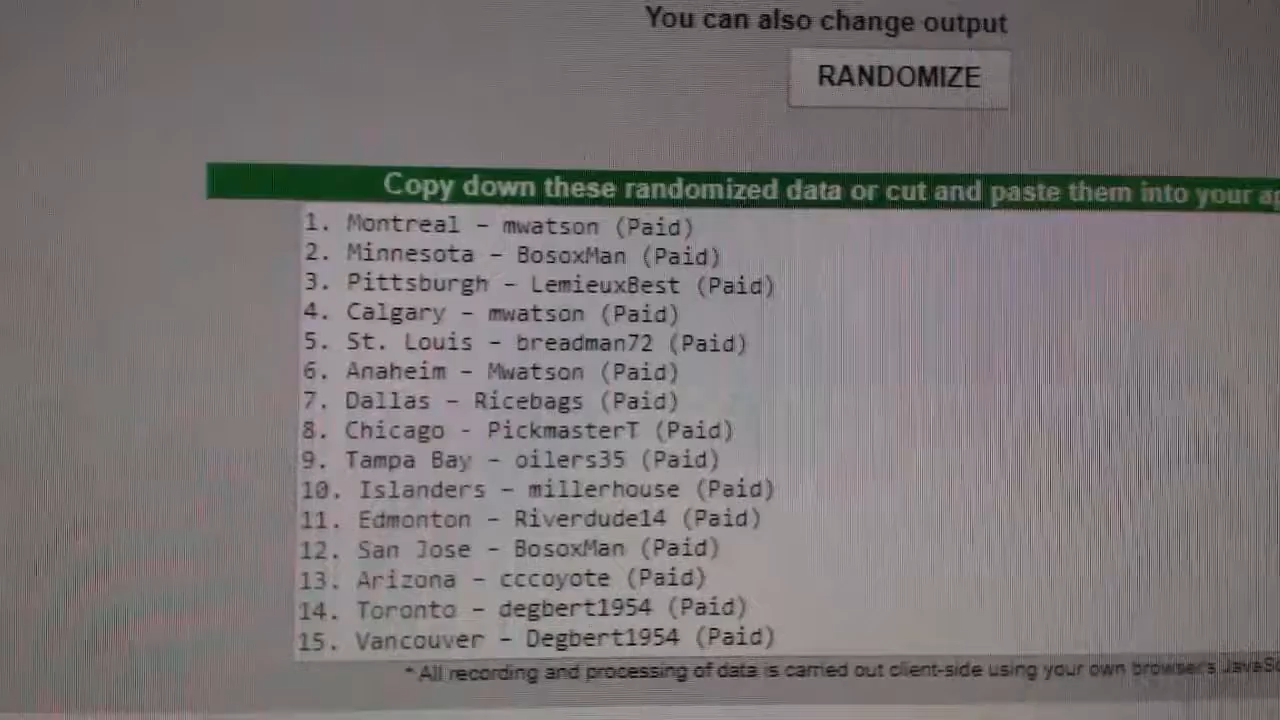 You can also change output
RANDOMIZE
Copy down these randomized data or cut and paste them into your
1. Montreal - mwatson (Paid)
2. Minnesota - BosoxMan (Paid)
3. Pittsburgh - LemieuxBest (Paid)
4. Calgary - mwatson (Paid)
5. St. Louis - breadman72 (Paid)
6. Anaheim - Mwatson (Paid)
7. Dallas - Ricebags (Paid)
8. Chicago - PickmasterT (Paid)
9. Tampa Bay - oilers35 (Paid)
10. Islanders - millerhouse (Paid)
11. Edmonton - Riverdude14 (Paid)
12. San Jose - BosoxMan (Paid)
13. Arizona - cccoyote (Paid)
14. Toronto - degbert1954 (Paid)
15. Vancouver - Degbert1954 (Paid)
* All recording and processing of data is carried out client-side using your own browser's